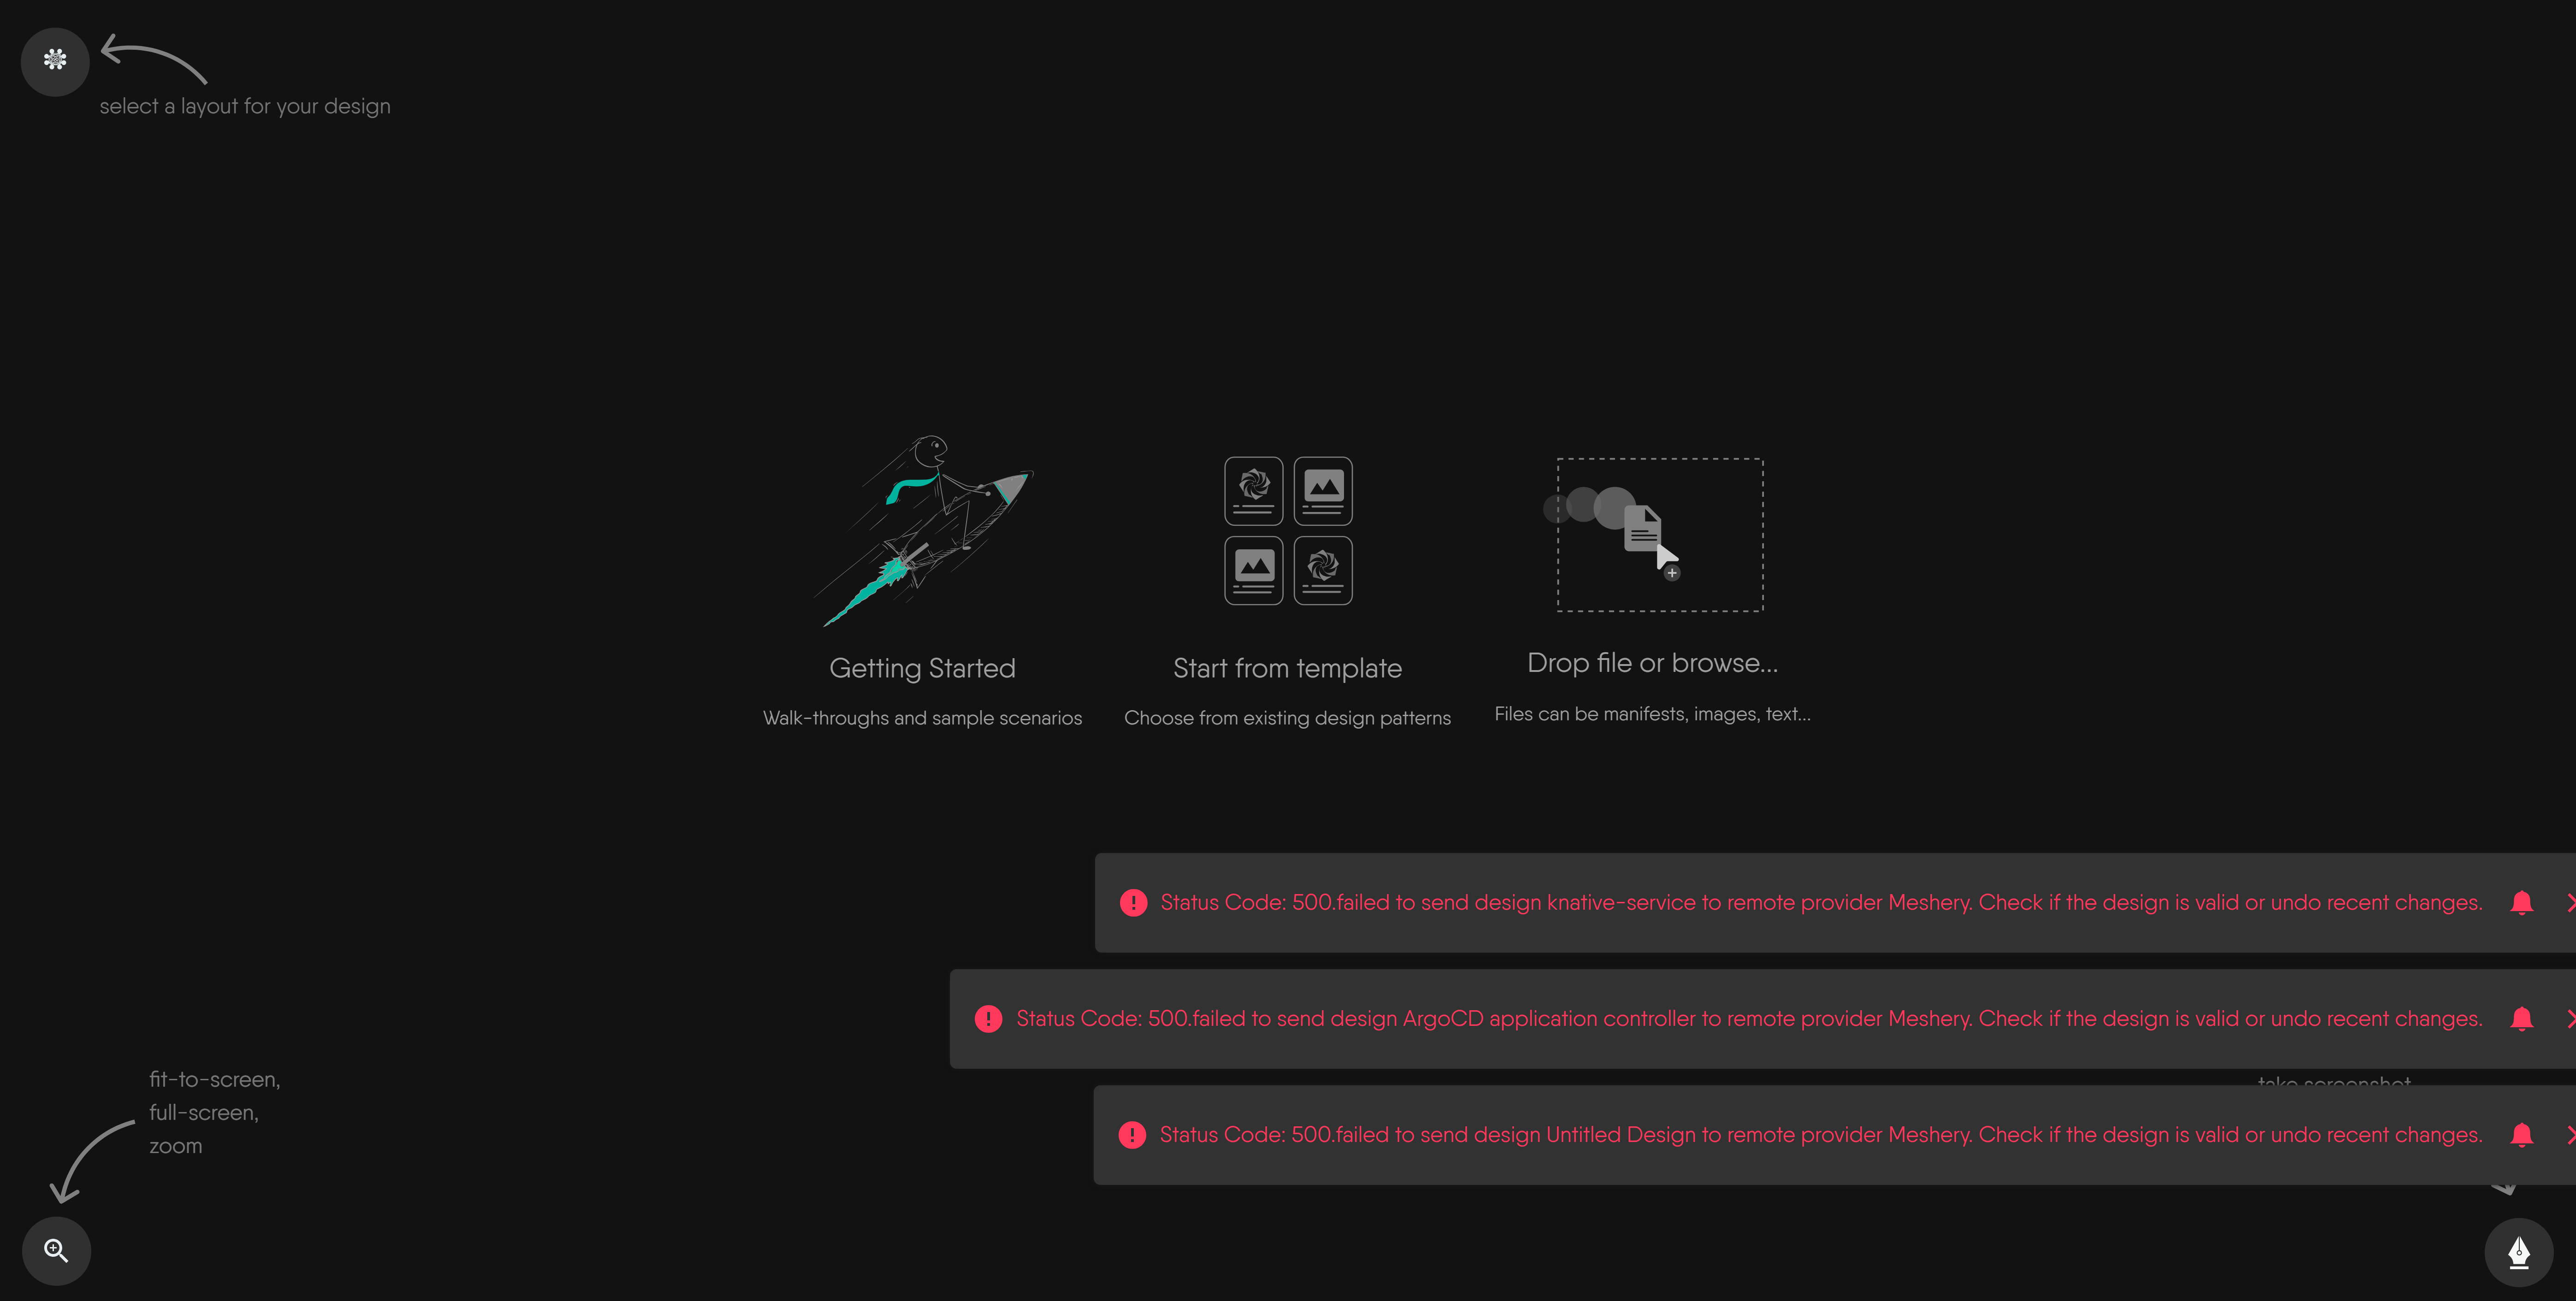 select a layout for your design
Getting Started
Walk-throughs and sample scenarios
Start from template
Choose from existing design patterns
Drop file or browse...
Files can be manifests, images, text...
Status Code: 500.failed to send design knative-service to remote provider Meshery. Check if the design is valid or undo recent changes.
Status Code: 500.failed to send design ArgoCD application controller to remote provider Meshery. Check if the design is valid or undo recent changes.
take screenshot
Status Code: 500.failed to send design Untitled Design to remote provider Meshery. Check if the design is valid or undo recent changes.
fit-to-screen,
full-screen,
zoom